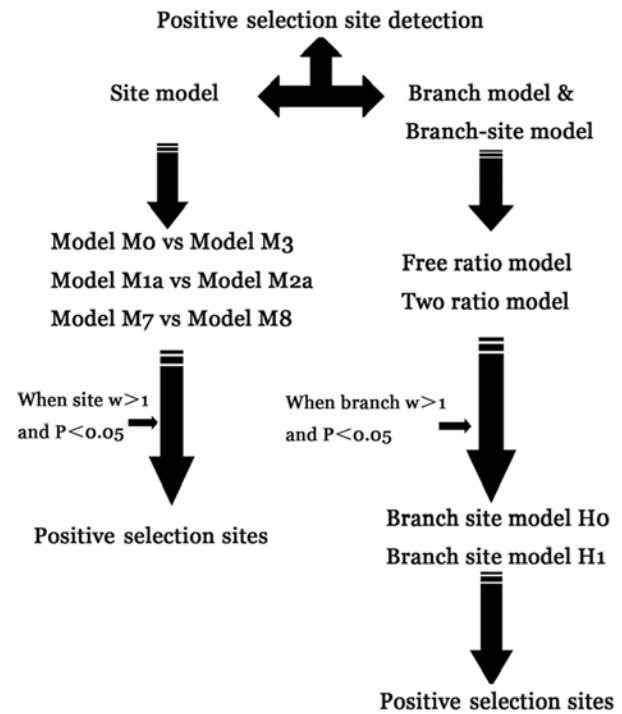 Positive selection site detection
Site model
Branch model &
Branch-site model
Model M0 vs Model M3
Model M1a vs Model M2a
Model M7 vs Model M8
Free ratio model
Two ratio model
When site w>1
and P<0.05
When branch w>1
and P<0.05
Positive selection sites
Branch site model H0
Branch site model H1
Positive selection sites